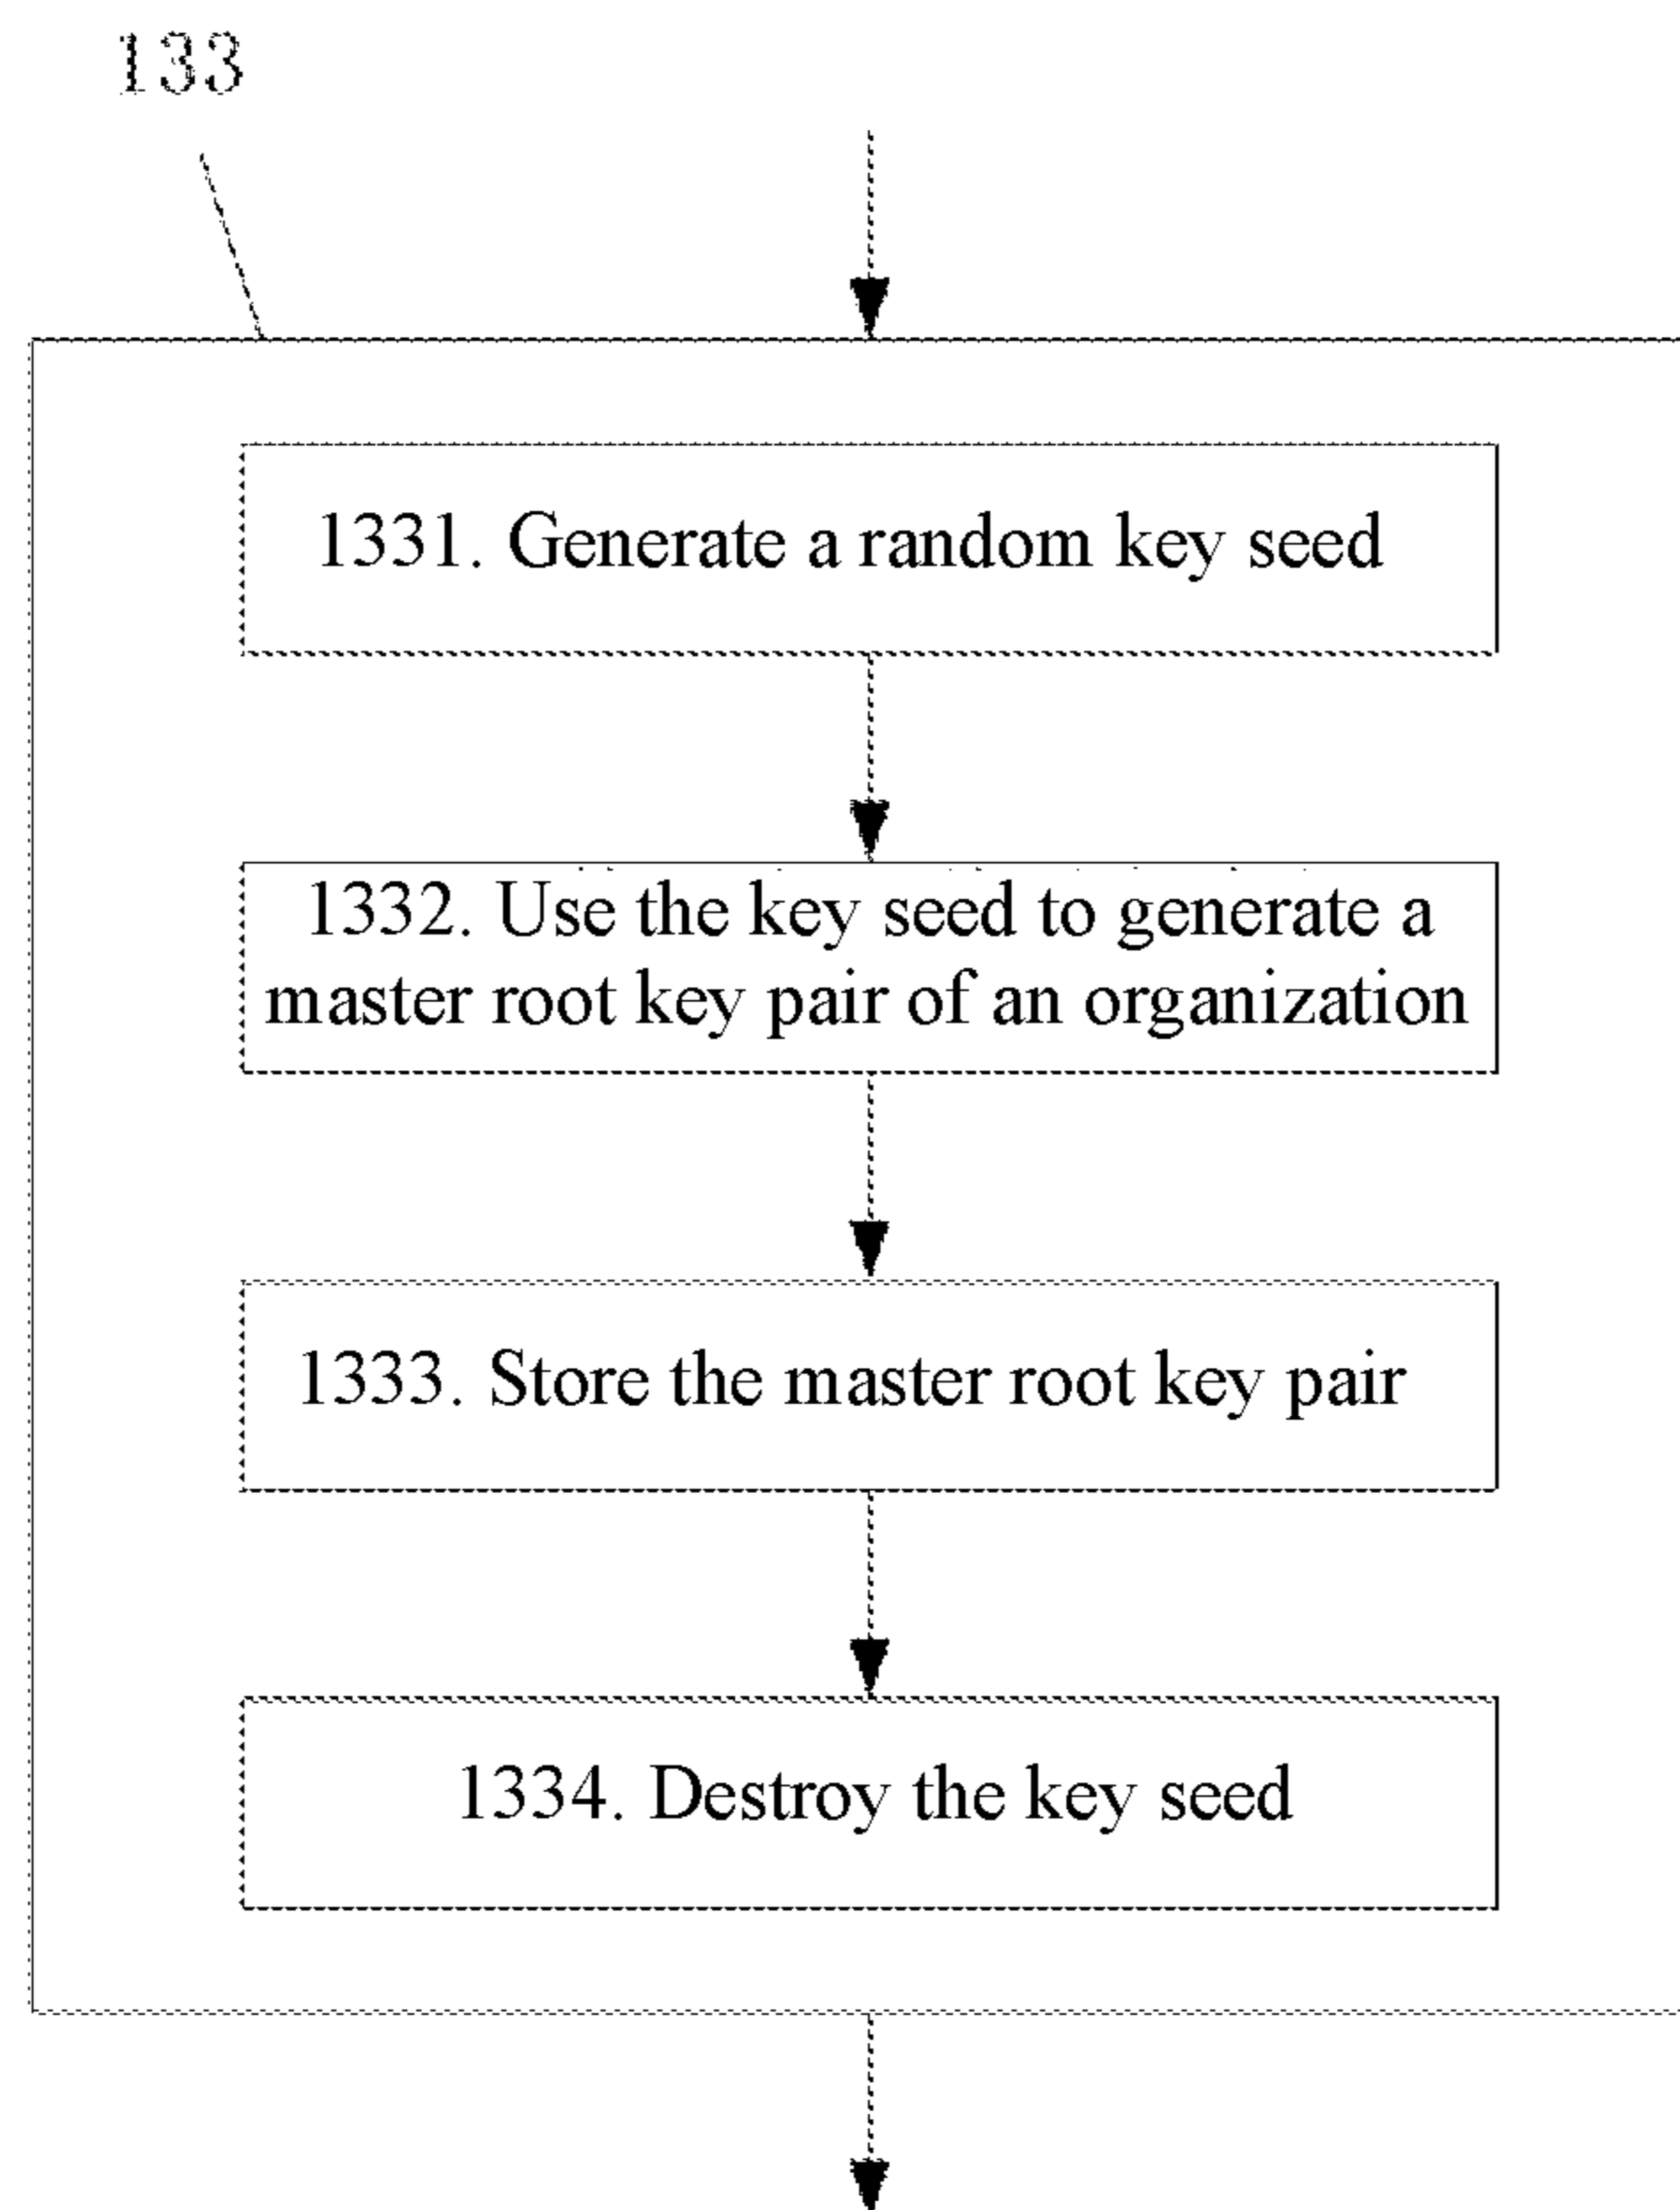 133
1331. Generate a random key seed
1332. Use the key seed to generate a
master root key pair of an organization
1333. Store the master root key pair
1334. Destroy the key seed